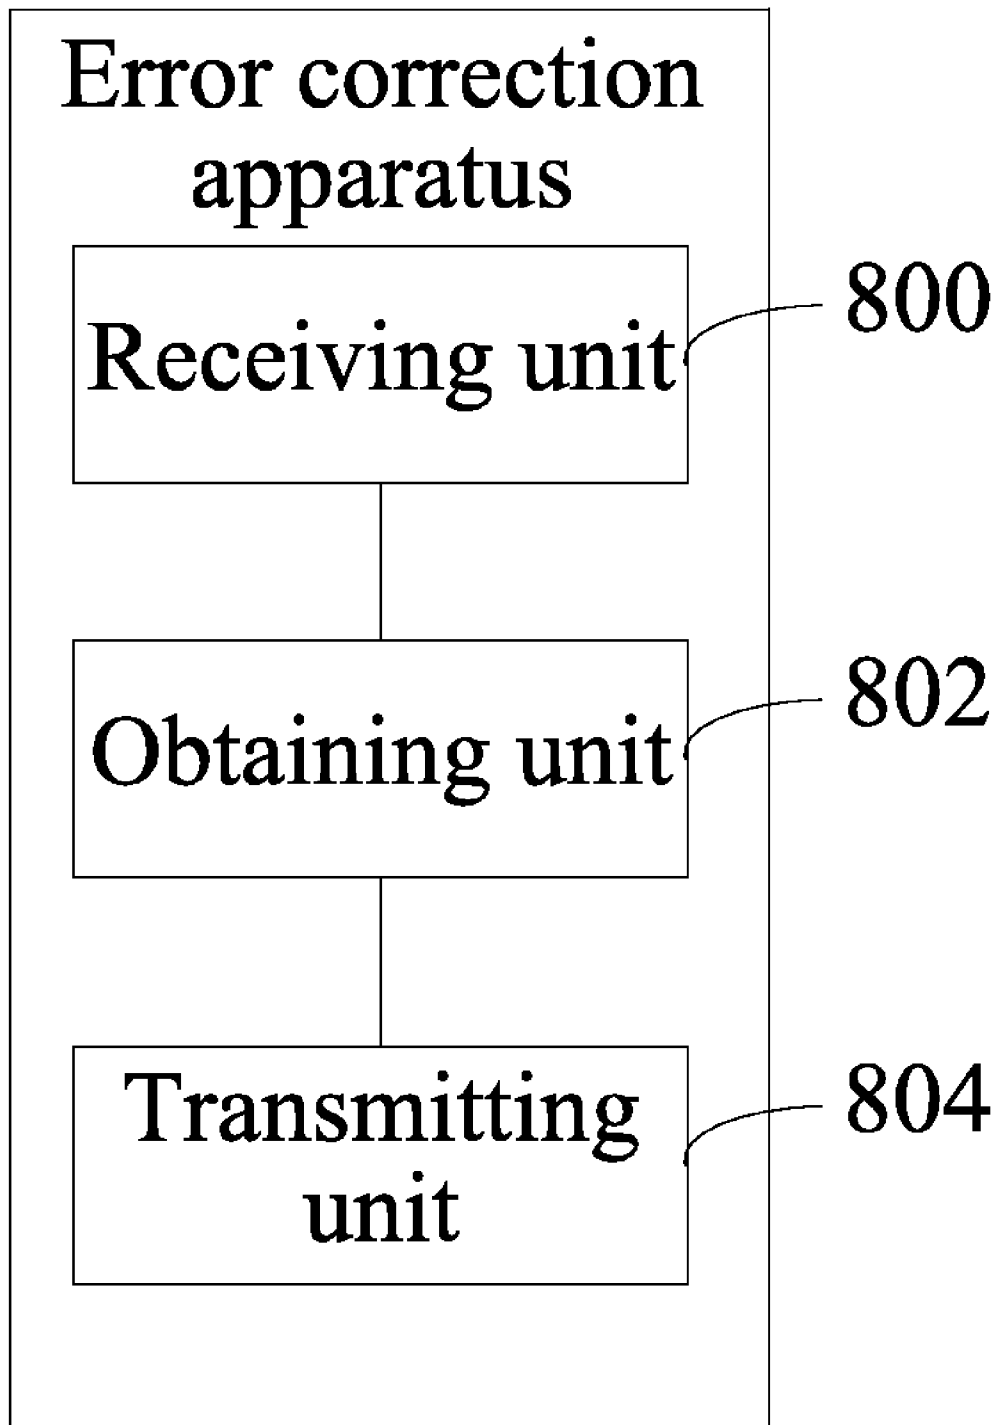 Error correction
apparatus
Receiving unit
800
Obtaining unit
802
Transmitting
unit
804